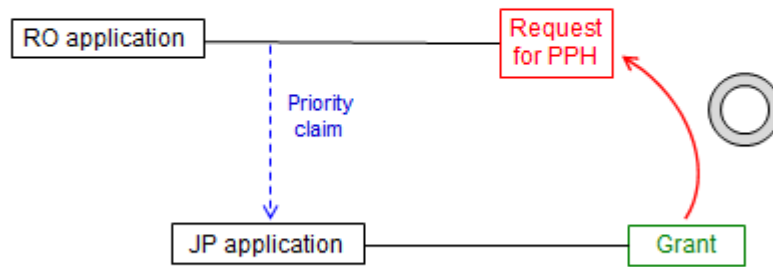 RO application
Request
for PPH
Priority
claim
JP application
Grant